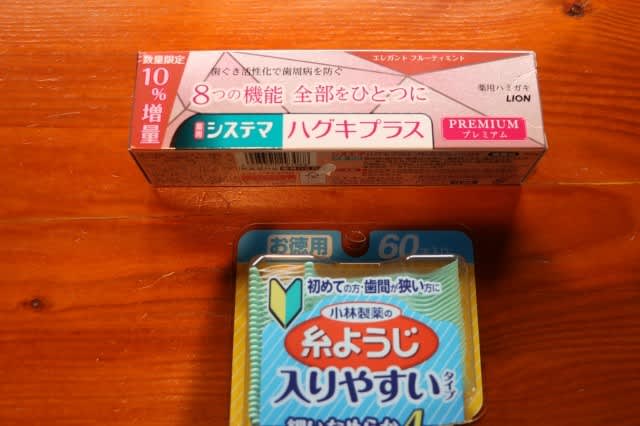 数量限定
10%増量
エレガント フルーティミント
歯ぐき活性化で歯周病を防ぐ
8つの機能 全部をひとつに
薬用ハミガキ
LION
薬用 システマ ハグキプラス
PREMIUM
プレミアム
お徳用
60
初めての方・歯間が狭い方に
小林製薬の
糸ようじ
入りやすい
タイプ